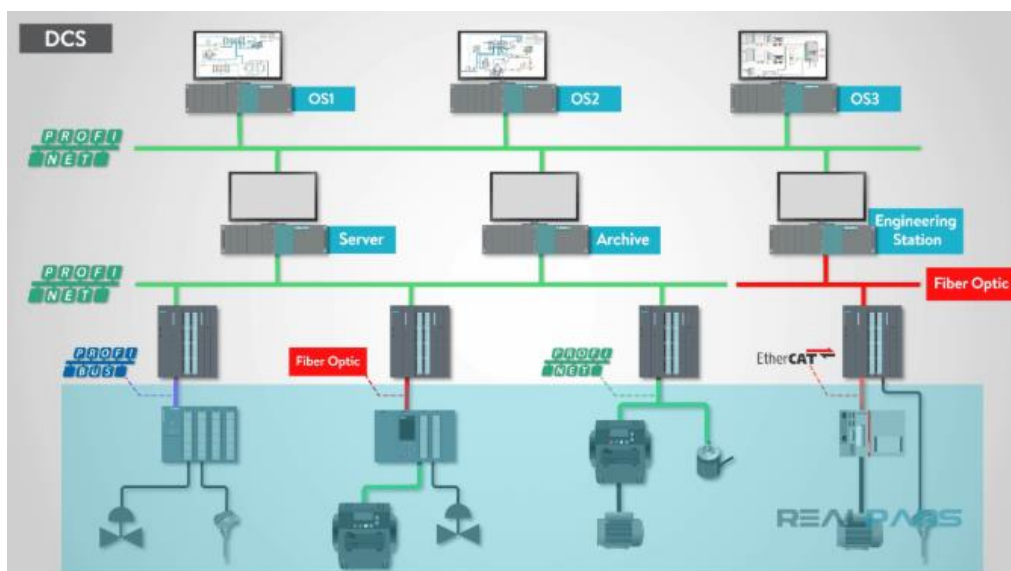 DCS
OS1
OS2
OS3
PROFI
NET
Server
Archive
Engineering
Station
PROFI
NET
Fiber Optic
PROFI
BUS
Fiber Optic
PROFI
NET
EtherCAT
REALPARS